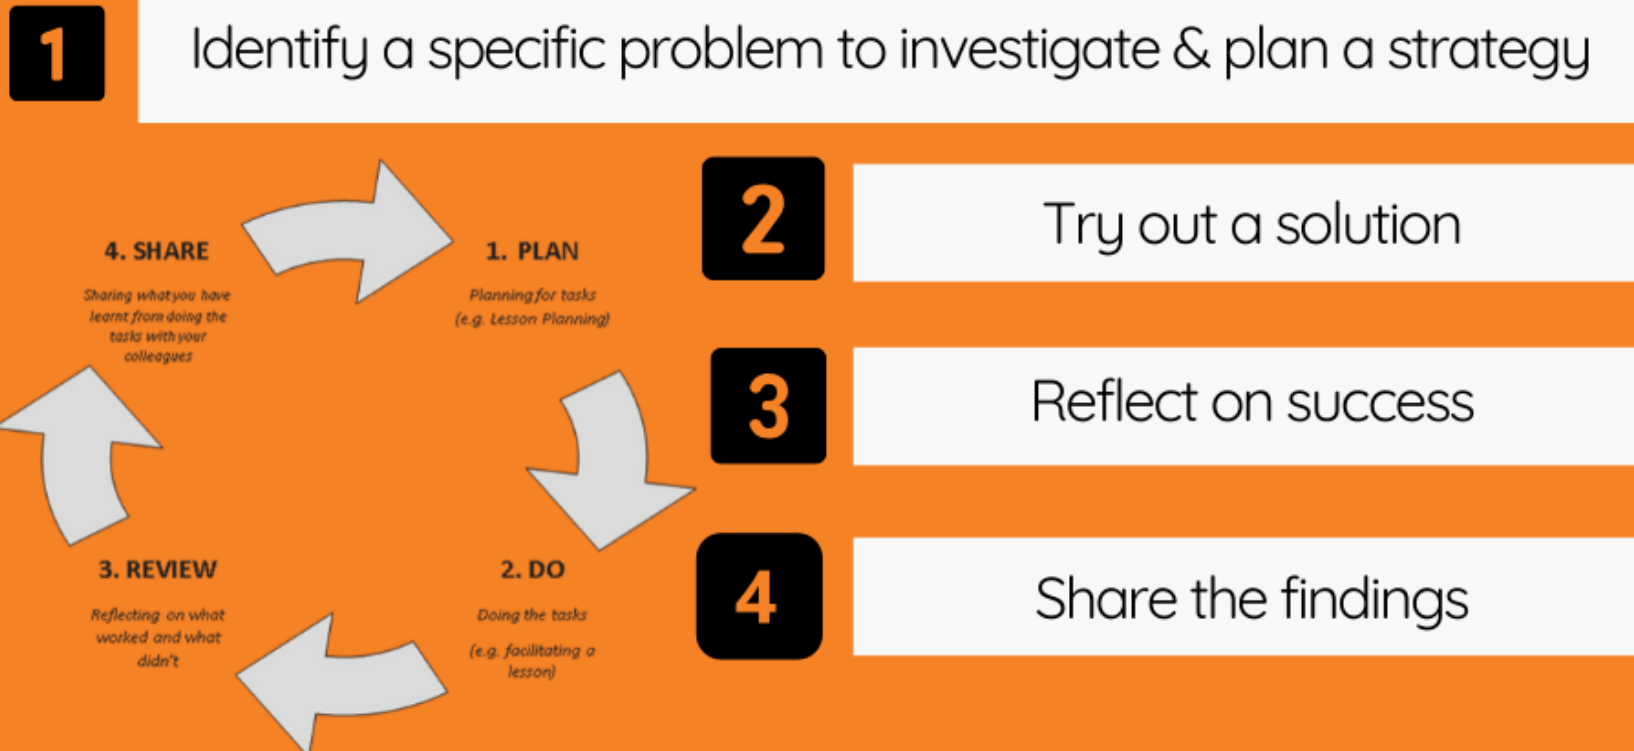 1
Identify a specific problem to investigate & plan a strategy
4. SHARE
Sharing what you have
learnt from doing the
tasks with your
colleagues
1. PLAN
Planning for tasks
(e.g. Lesson Planning)
3. REVIEW
Reflecting on what
worked and what
didn't
2. DO
Doing the tasks
(e.g. facilitating a
lesson)
2
Try out a solution
3
Reflect on success
4
Share the findings